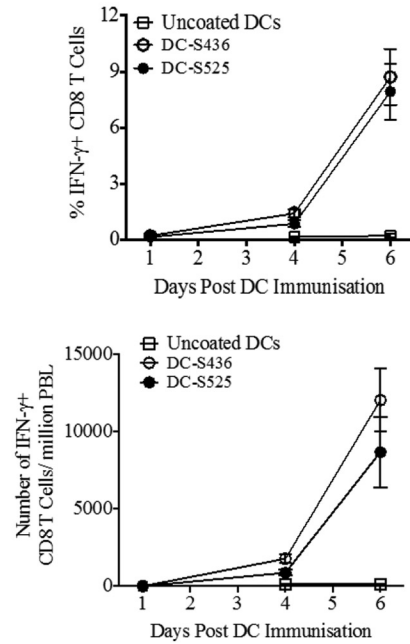 Uncoated DCs
DC-S436
DC-S525
% IFN-γ+ CD8 T Cells
12
9
6
3
0
1 2 3 4 5 6
Days Post DC Immunisation
Uncoated DCs
DC-S436
DC-S525
Number of IFN-γ+
CD8T Cells/ million PBL
15000
10000
5000
0
1 2 3 4 5 6
Days Post DC Immunisation